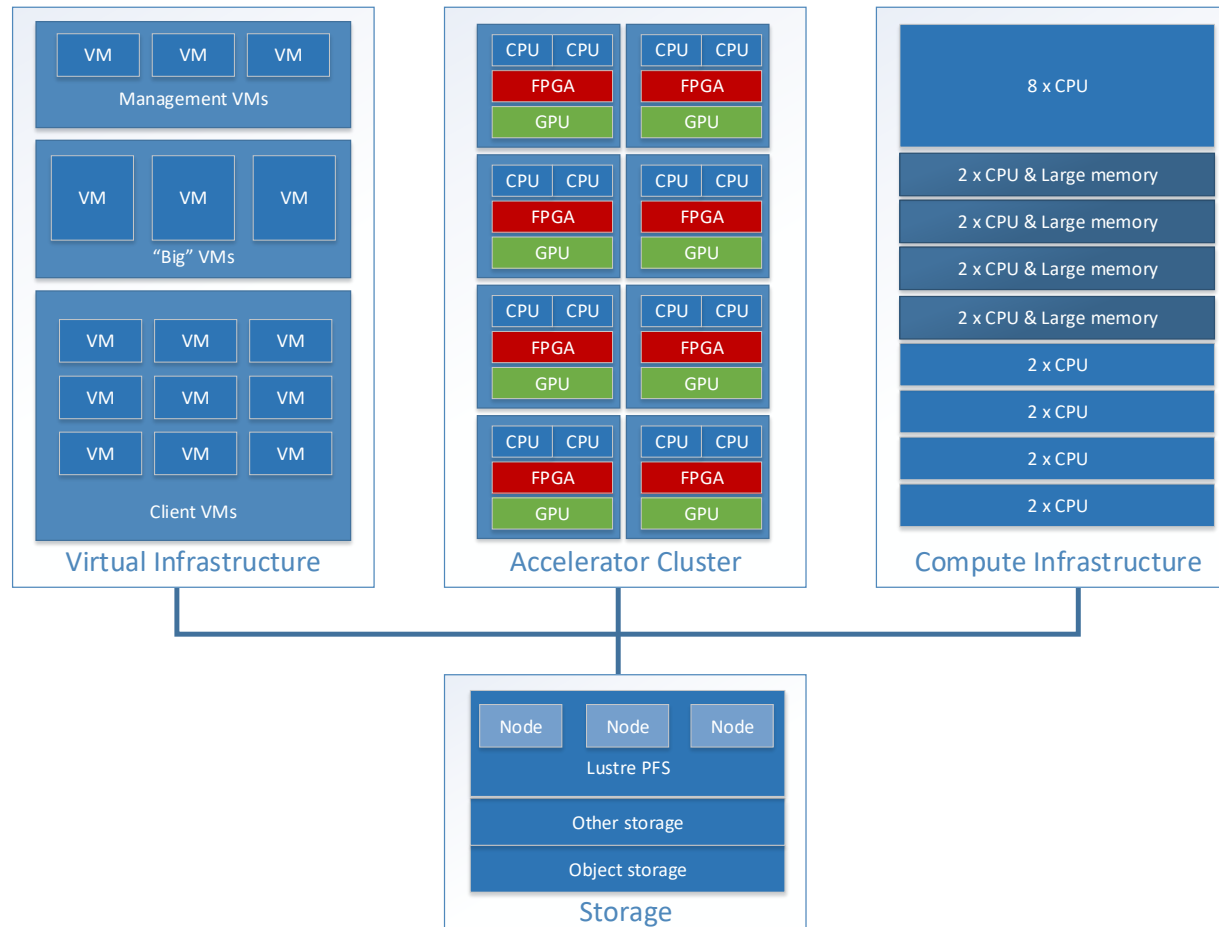 VM VM VM
Management VMs
VM VM VM
“Big” VMs
VM VM VM
VM VM VM
VM VM VM
Client VMs
Virtual Infrastructure
CPU CPU CPU CPU
FPGA FPGA
GPU GPU
CPU CPU CPU CPU
FPGA FPGA
GPU GPU
CPU CPU CPU CPU
FPGA FPGA
GPU GPU
CPU CPU CPU CPU
FPGA FPGA
GPU GPU
Accelerator Cluster
8 x CPU
2 x CPU & Large memory
2 x CPU & Large memory
2 x CPU & Large memory
2 x CPU & Large memory
2 x CPU
2 x CPU
2 x CPU
2 x CPU
Compute Infrastructure
Node Node Node
Lustre PFS
Other storage
Object storage
Storage